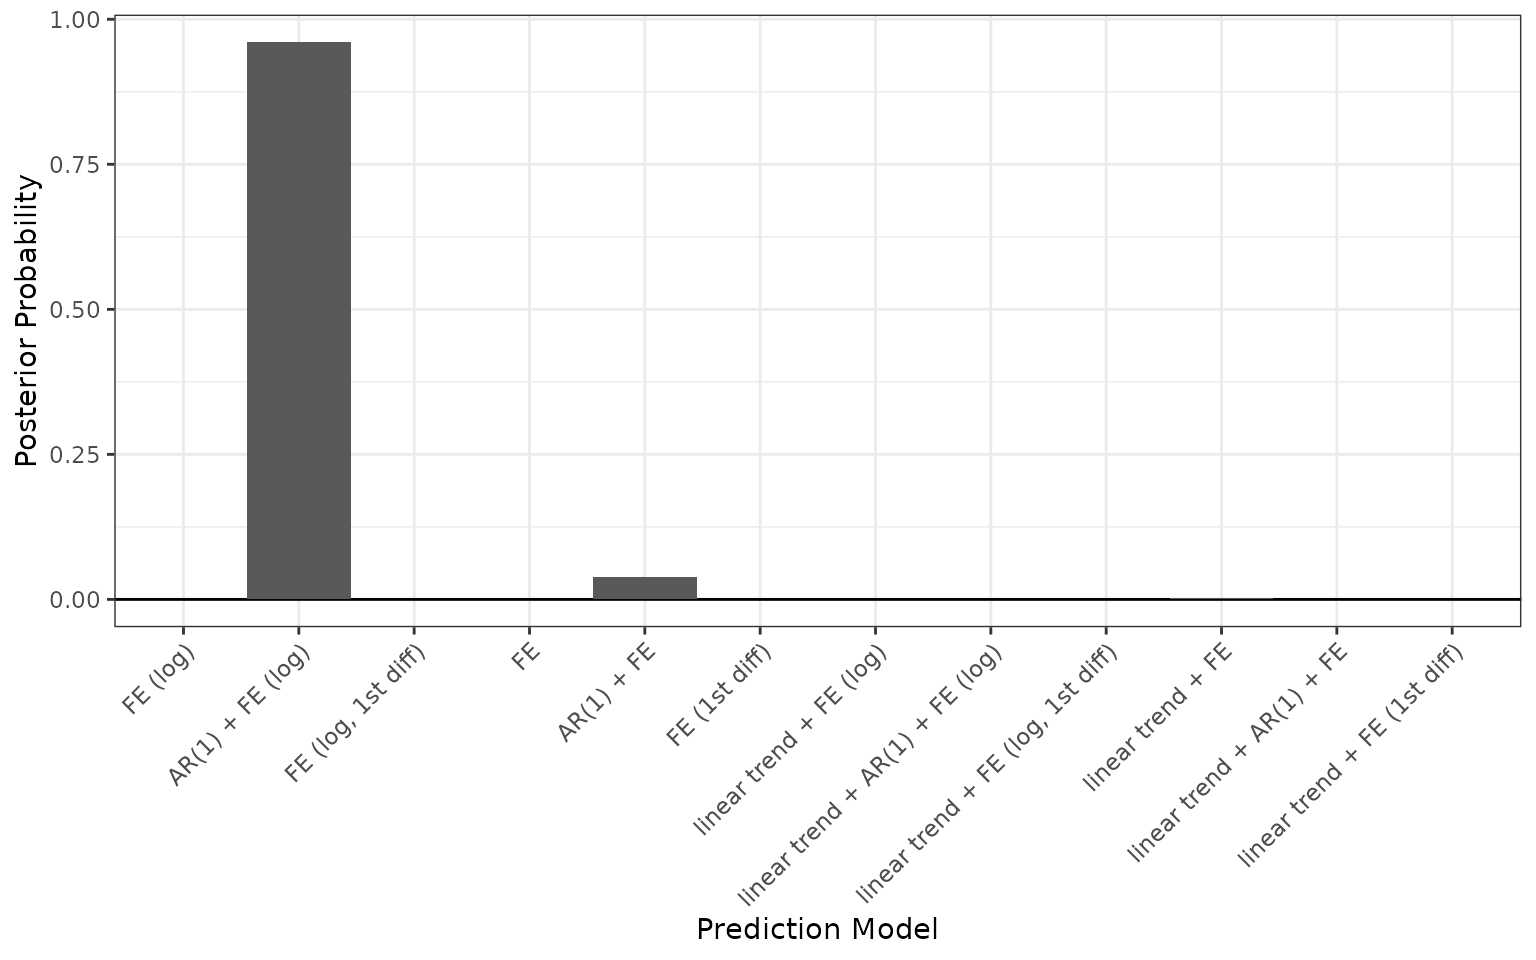 Posterior Probability
1.00
0.75
0.50
0.25
0.00
FE (log)
AR(1) + FE (log)
FE (log, 1st diff)
FE
AR(1) + FE
FE (1st diff)
linear trend + FE (log)
linear trend + AR(1) + FE (log)
linear trend + FE (log, 1st diff)
linear trend + FE
linear trend + AR(1) + FE
linear trend + FE (1st diff)
Prediction Model